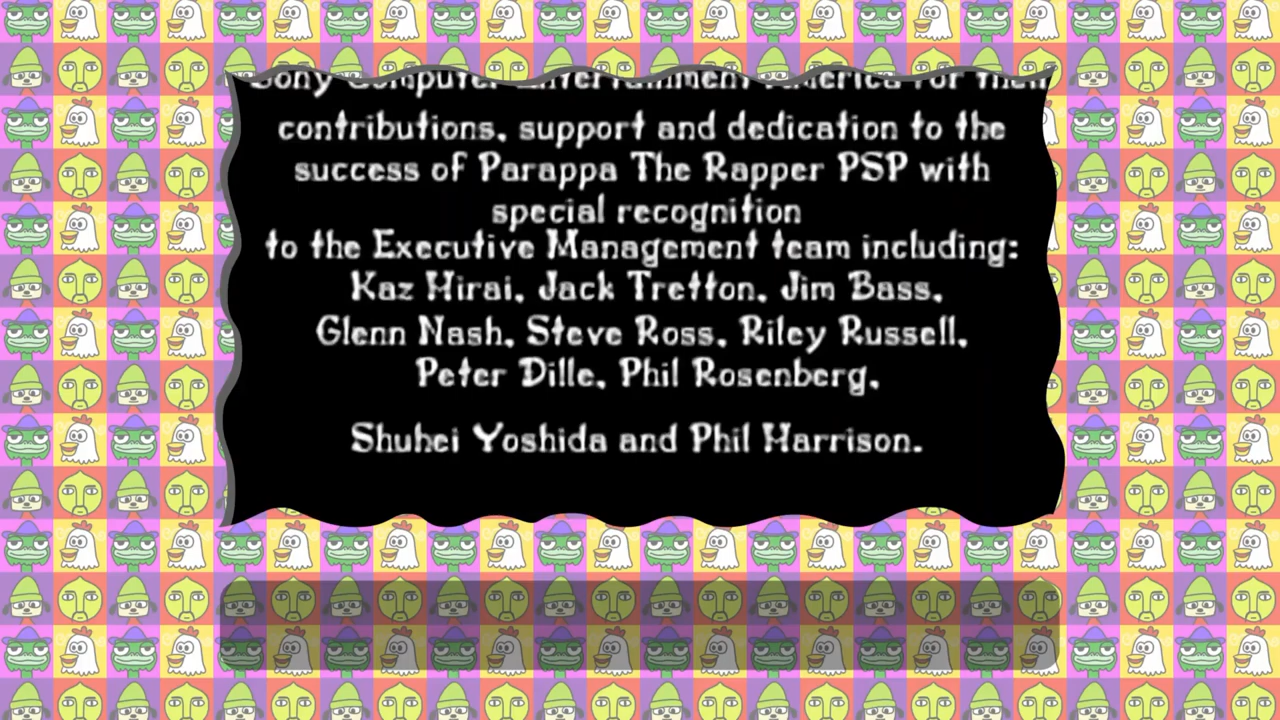 Sony Computer Entertainment America for their
contributions, support and dedication to the
success of Parappa The Rapper PSP with
special recognition
to the Executive Management team including:
Kaz Hirai, Jack Tretton, Jim Bass,
Glenn Nash, Steve Ross, Riley Russell,
Peter Dille, Phil Rosenberg,
Shuhei Yoshida and Phil Harrison.